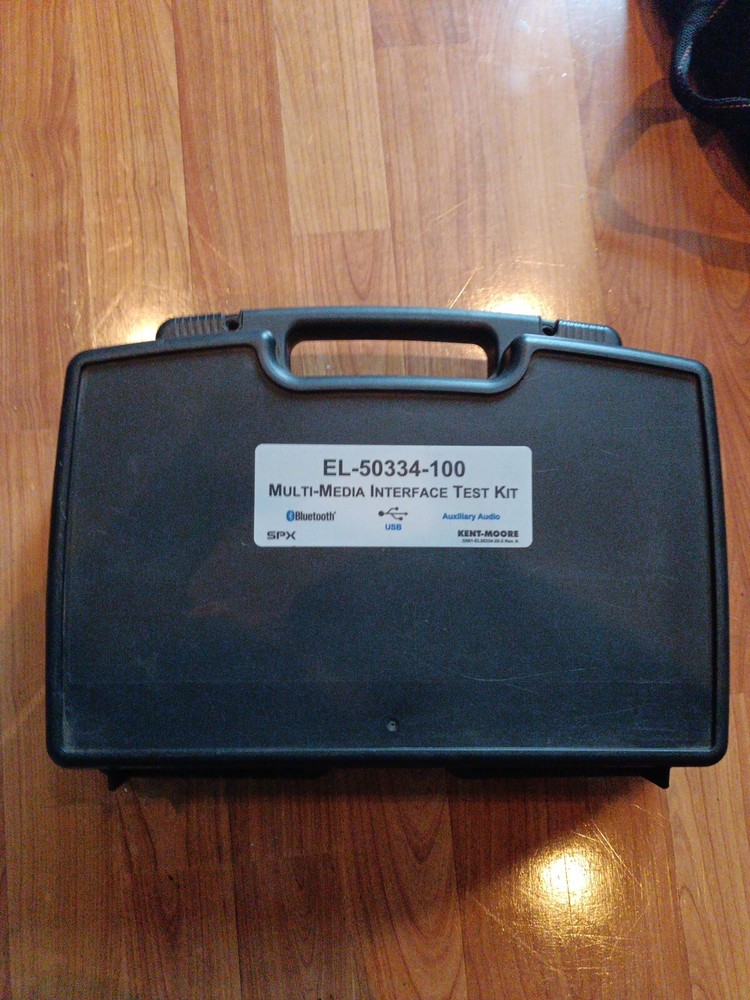 EL-50334-100
MULTI-MEDIA INTERFACE TEST KIT
Bluetooth
USB
Auxiliary Audio
SPX
KENT-MOORE